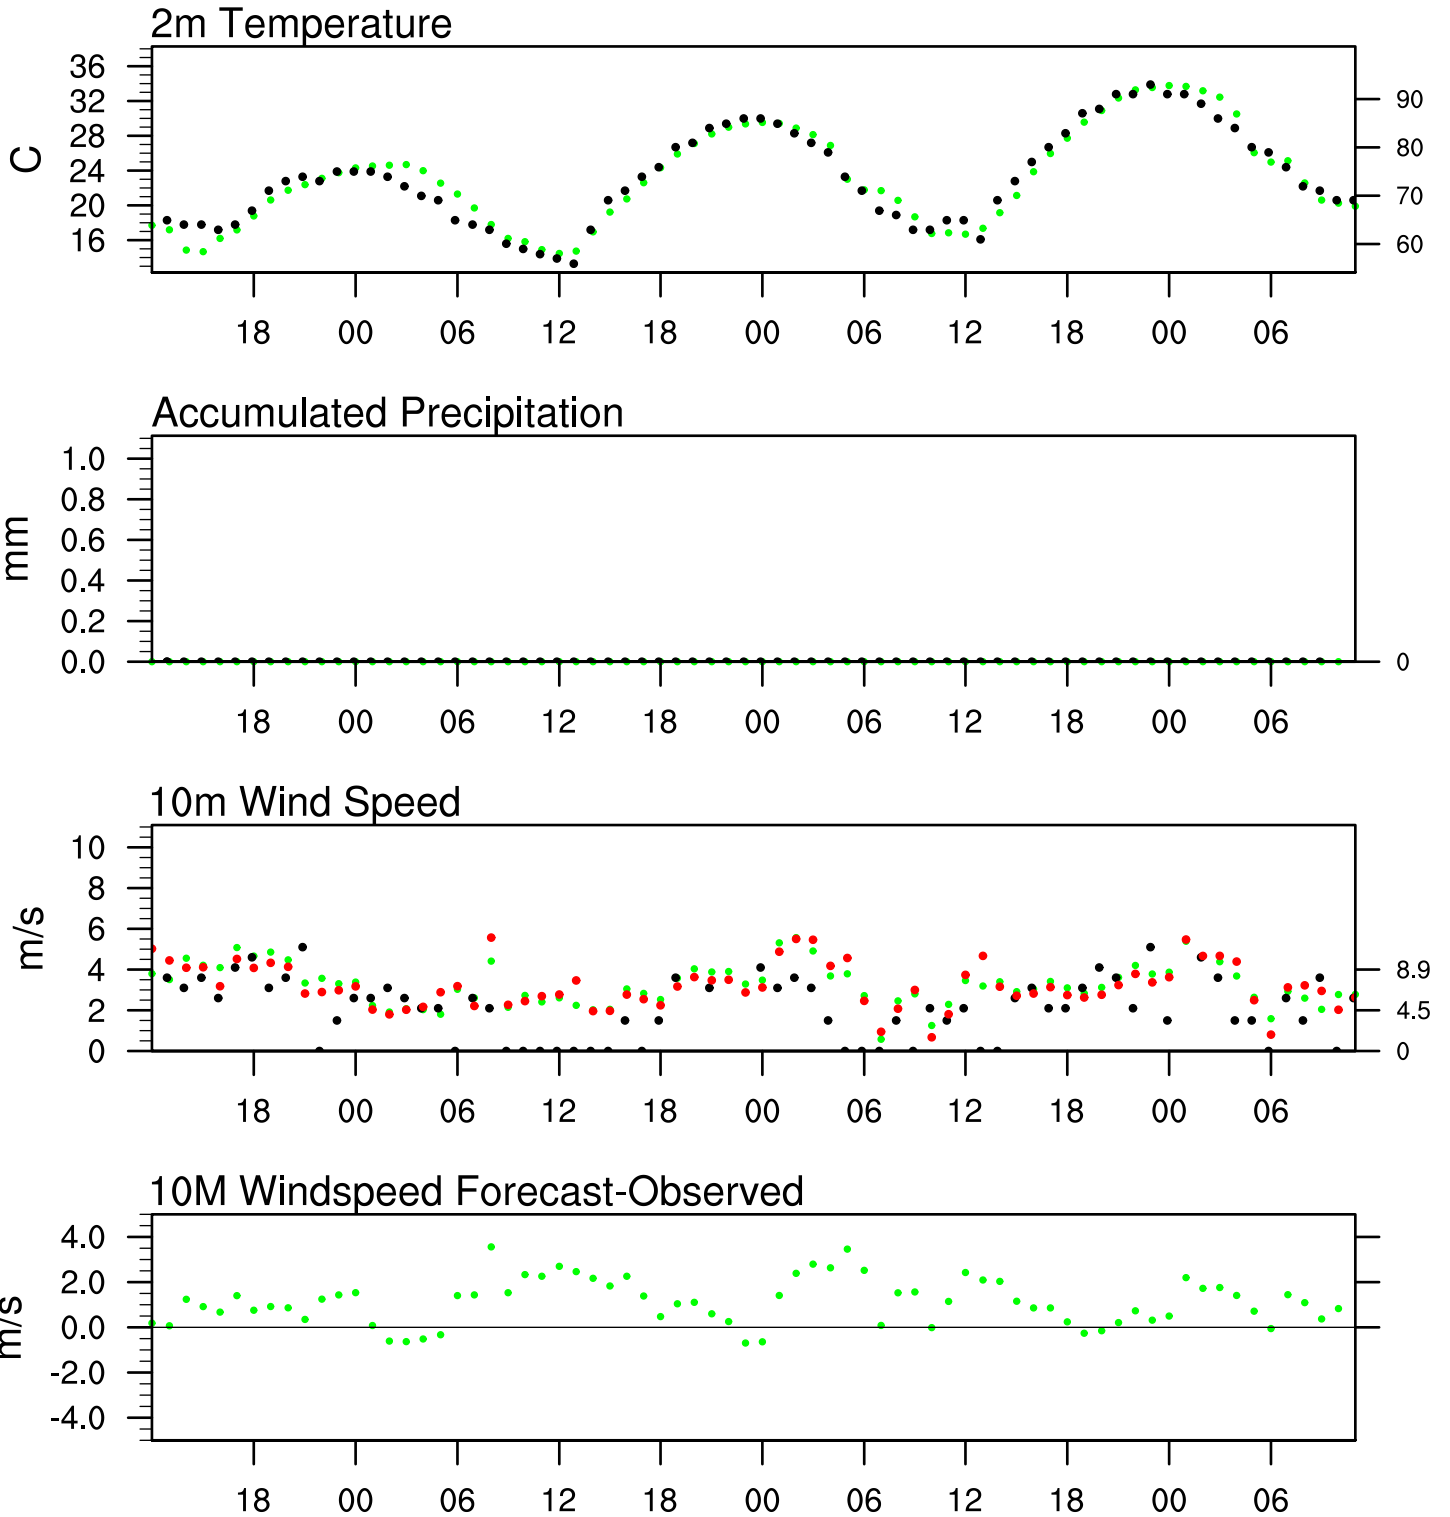 2m Temperature
36
32
28
24
20
16
C
90
80
70
60
18 00 06 12 18 00 06 12 18 00 06
Accumulated Precipitation
1.0
0.8
0.6
0.4
0.2
0.0
mm
0
18 00 06 12 18 00 06 12 18 00 06
10m Wind Speed
10
8
6
4
2
0
m/s
8.9
4.5
0
18 00 06 12 18 00 06 12 18 00 06
10M Windspeed Forecast-Observed
4.0
2.0
0.0
-2.0
-4.0
m/s
18 00 06 12 18 00 06 12 18 00 06